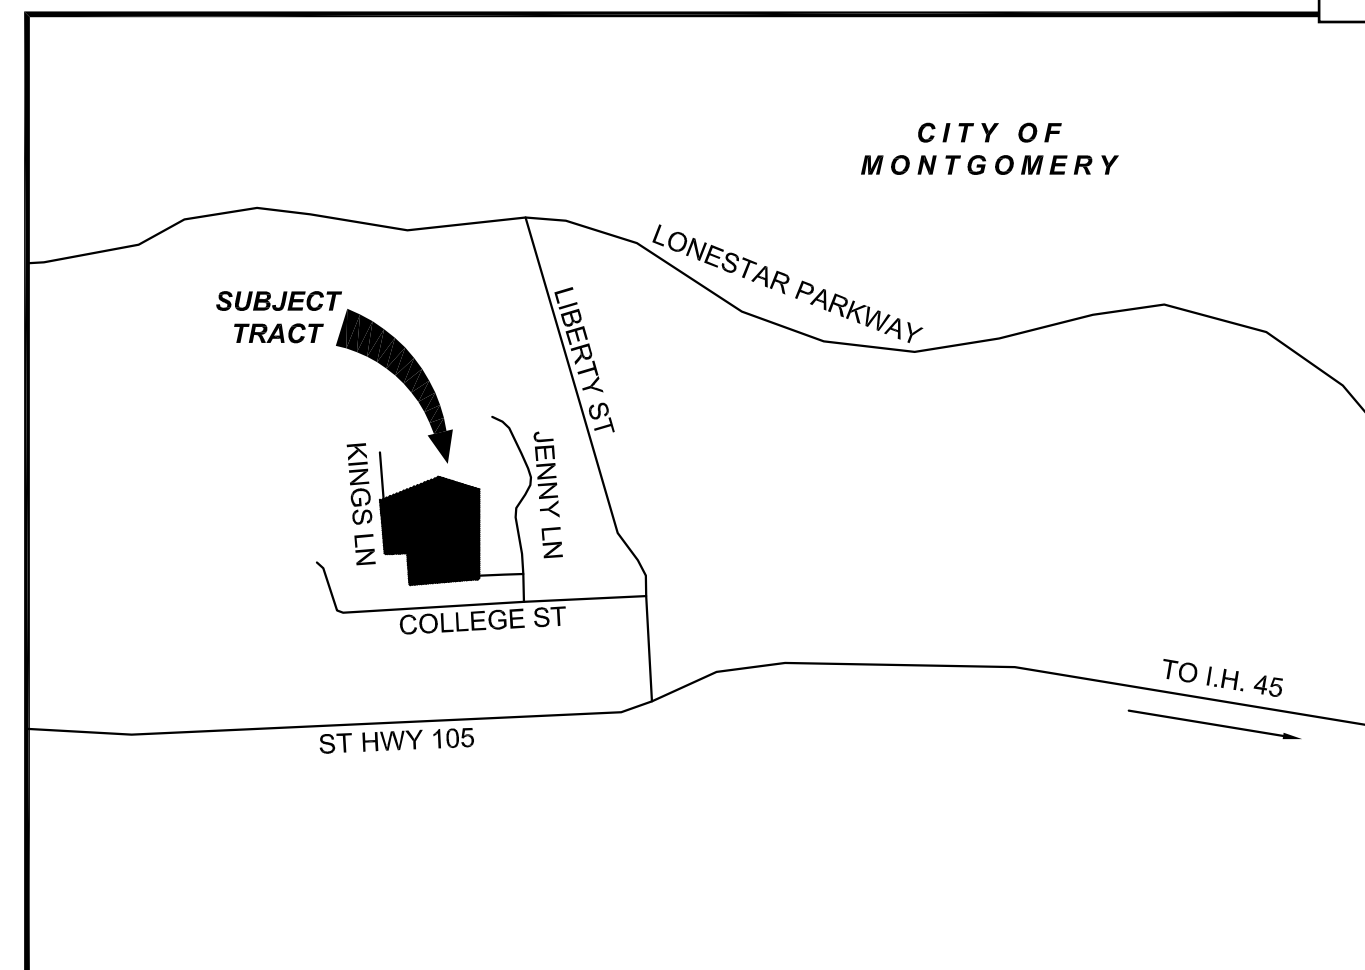 CITY OF
MONTGOMERY
LONESTAR PARKWAY
SUBJECT
TRACT
LIBERTY ST
KINGS LN
JENNY LN
COLLEGE ST
TO I.H. 45
ST HWY 105